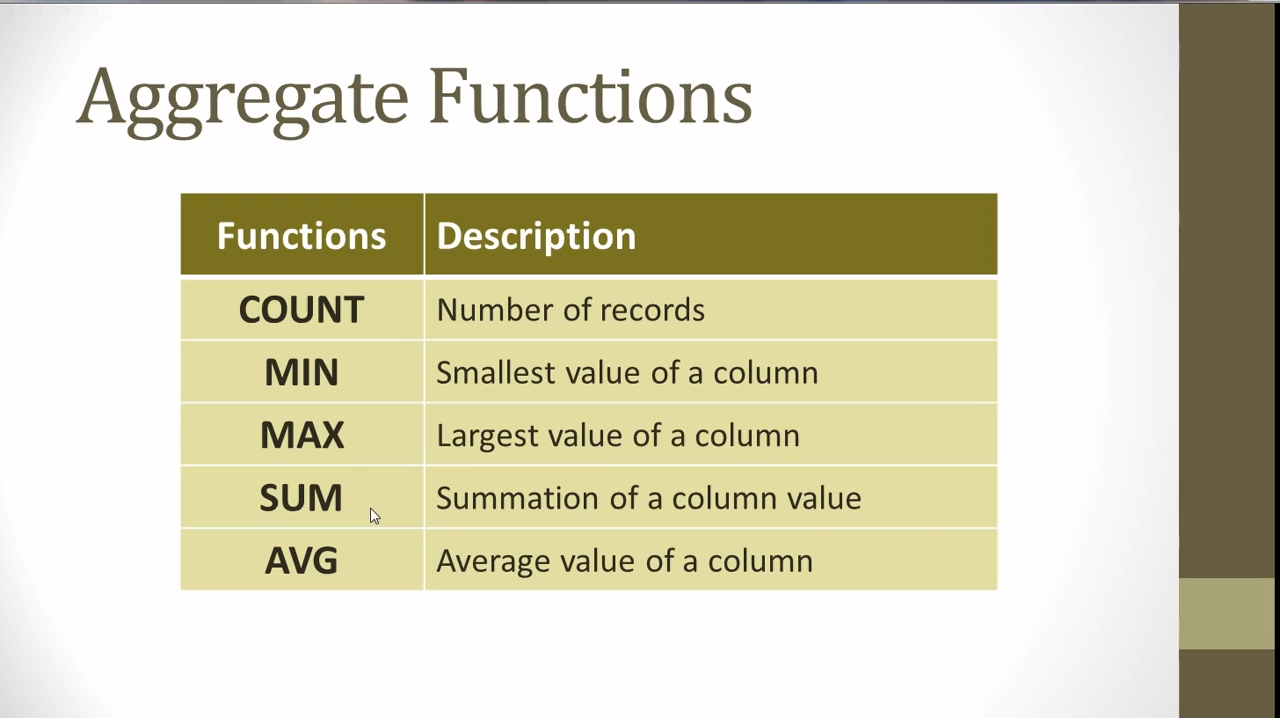 Aggregate Functions
Functions Description
COUNT Number of records
MIN Smallest value of a column
MAX Largest value of a column
SUM Summation of a column value
AVG Average value of a column